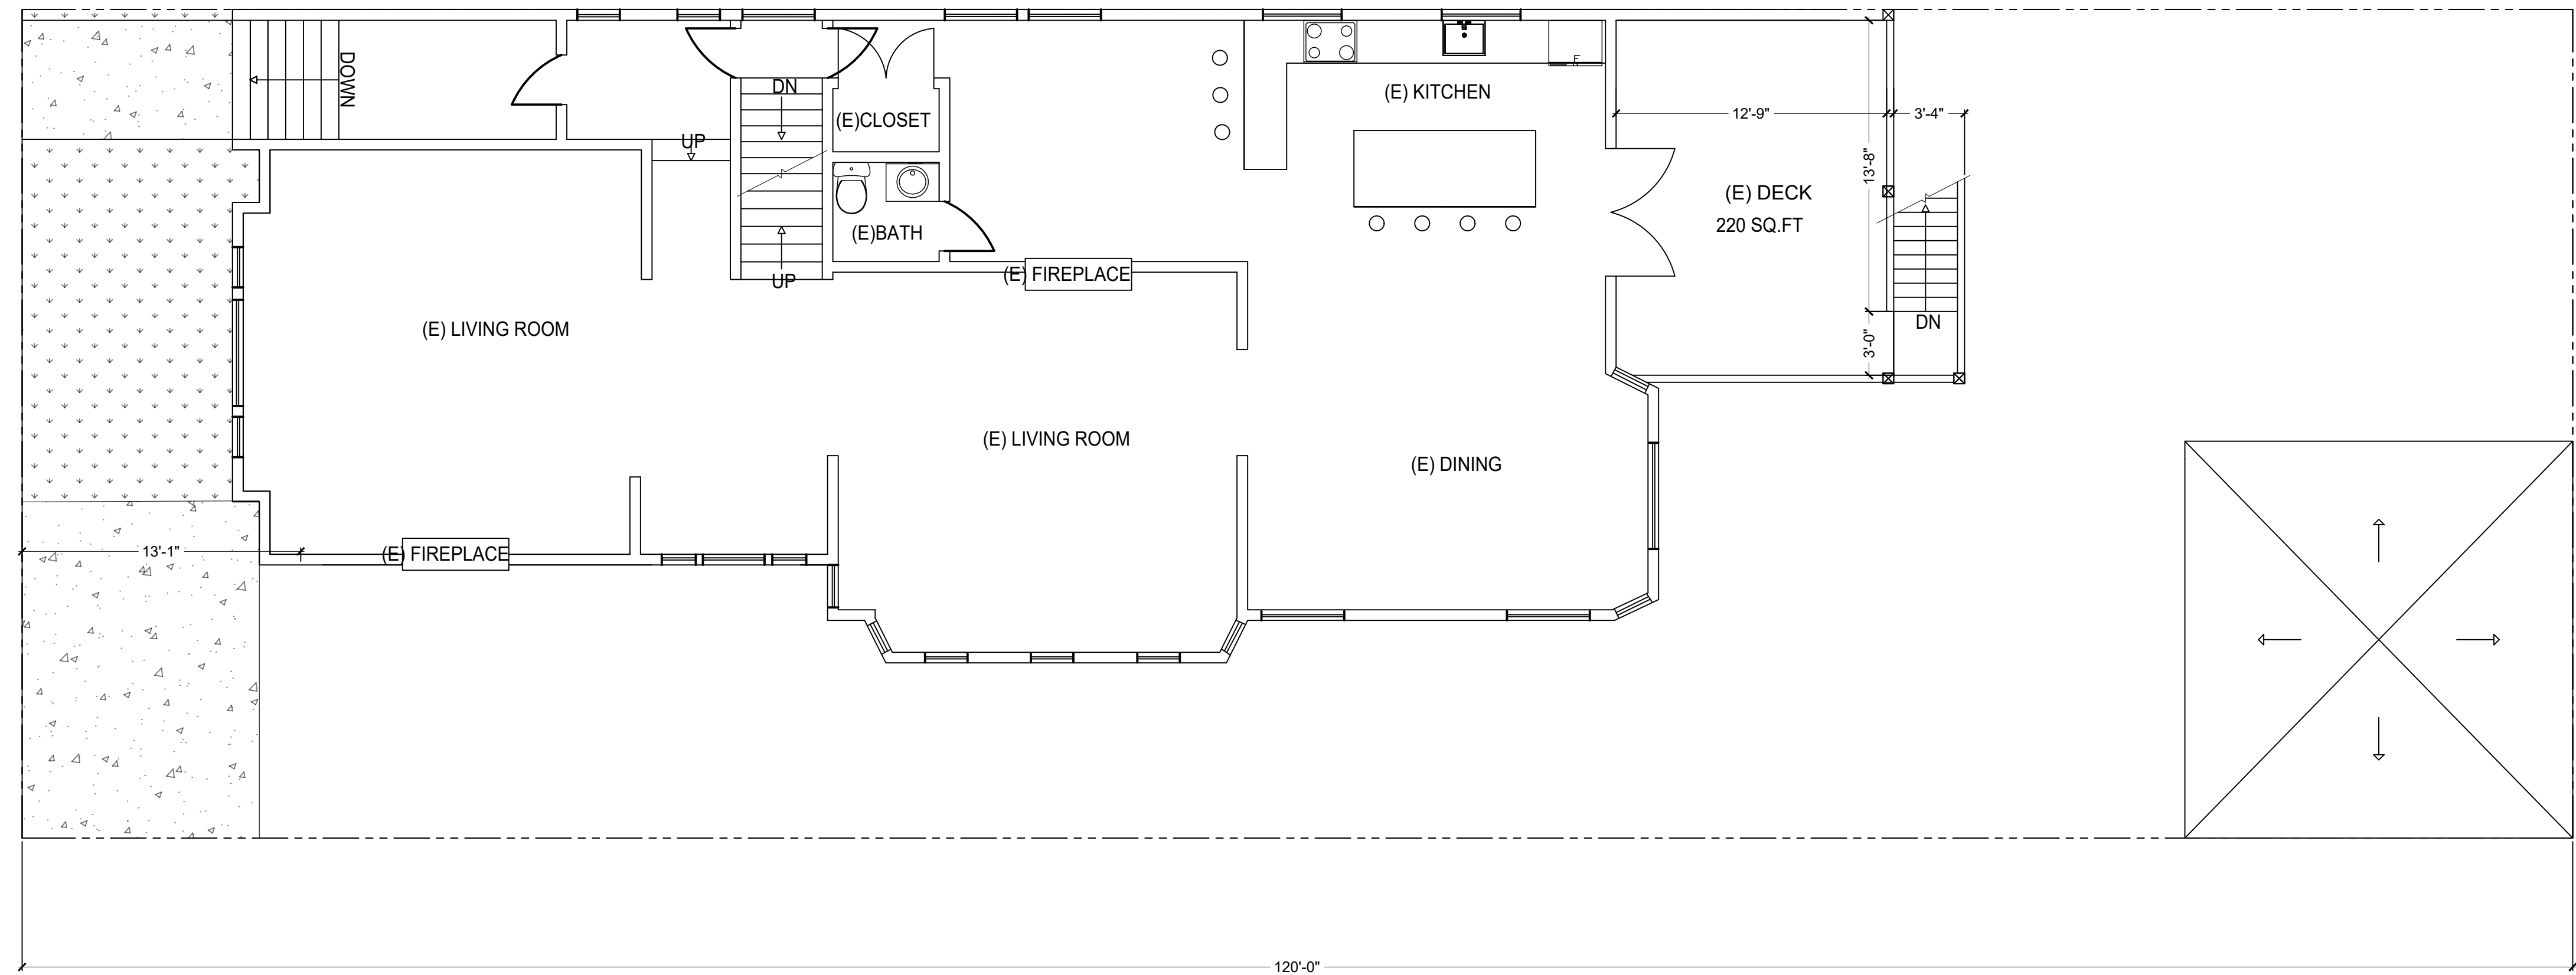 DOWN
DN
(E)CLOSET
UP
(E)BATH
UP
(E) FIREPLACE
(E) KITCHEN
F
12'-9"
3'-4"
13'-8"
(E) DECK
220 SQ.FT
DN
3'-0"
(E) LIVING ROOM
(E) LIVING ROOM
(E) DINING
13'-1"
(E) FIREPLACE
120'-0"